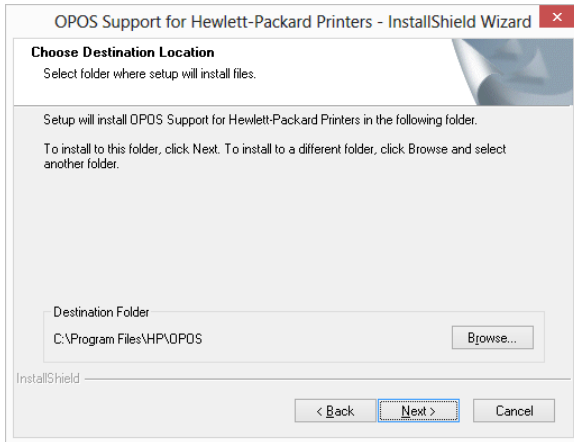 OPOS Support for Hewlett-Packard Printers - InstallShield Wizard
Choose Destination Location
Select folder where setup will install files.
Setup will install OPOS Support for Hewlett-Packard Printers in the following folder.
To install to this folder, click Next. To install to a different folder, click Browse and select
another folder.
Destination Folder
C:\Program Files\HP\OPOS
Browse...
InstallShield
< Back
Next >
Cancel